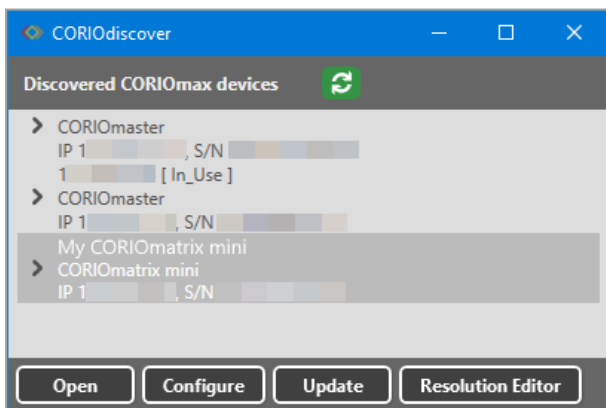 CORIOdiscover
Discovered CORIOmax devices
CORIOmaster
IP 1 , S/N
1 [ In_Use ]
CORIOmaster
IP 1 , S/N
My CORIOmatrix mini
CORIOmatrix mini
IP 1 , S/N
Open Configure Update Resolution Editor